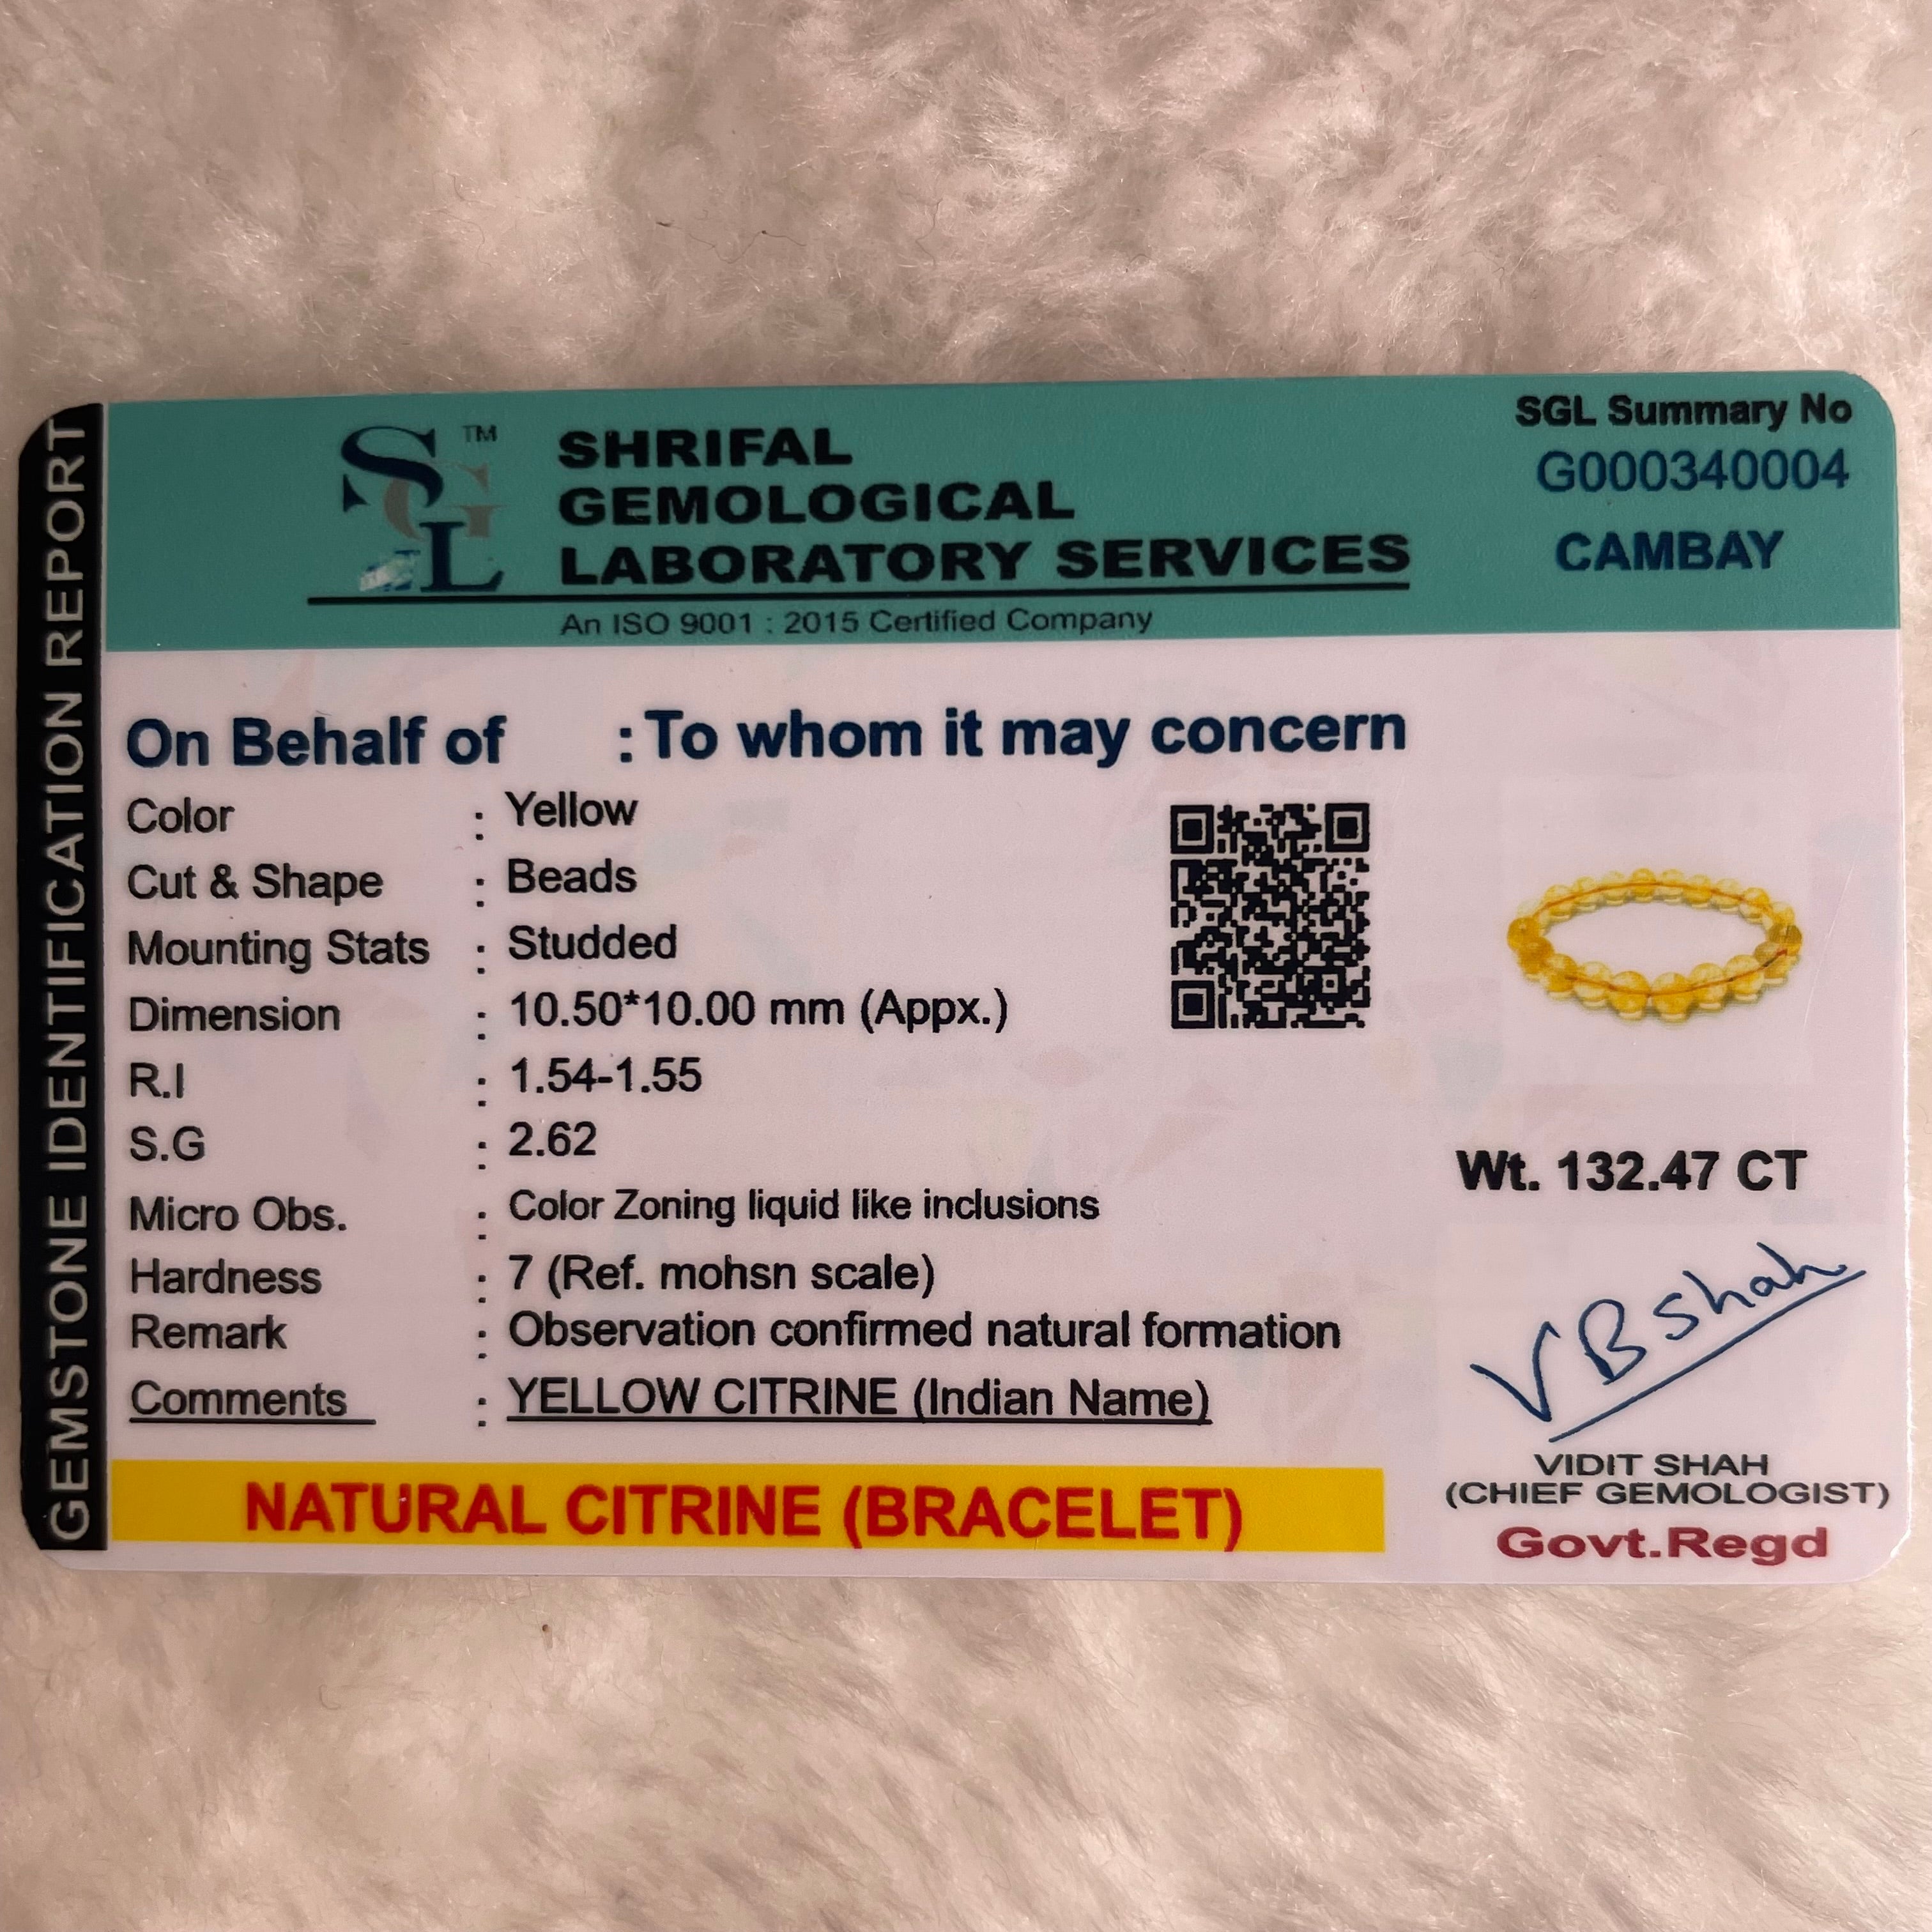 GEMSTONE IDENTIFICATION REPORT
SGL TM
SHRIFAL
GEMOLOGICAL
LABORATORY SERVICES
An ISO 9001 : 2015 Certified Company
SGL Summary No
G000340004
CAMBAY
On Behalf of : To whom it may concern
Color : Yellow
Cut & Shape : Beads
Mounting Stats : Studded
Dimension : 10.50*10.00 mm (Appx.)
R.I : 1.54-1.55
S.G : 2.62
Micro Obs. : Color Zoning liquid like inclusions
Hardness : 7 (Ref. mohsn scale)
Remark : Observation confirmed natural formation
Comments : YELLOW CITRINE (Indian Name)
NATURAL CITRINE (BRACELET)
Wt. 132.47 CT
VBshah
VIDIT SHAH
(CHIEF GEMOLOGIST)
Govt.Regd